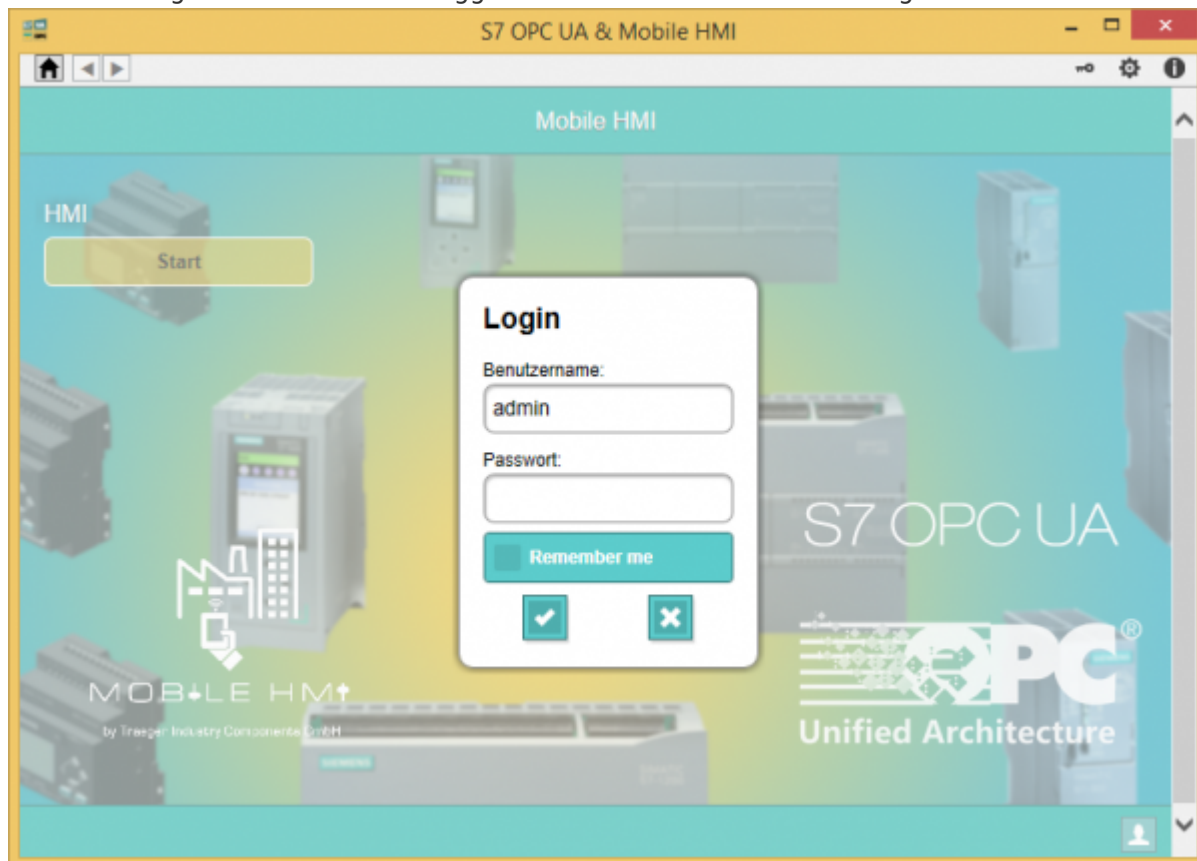 S7 OPC UA & Mobile HMI
Mobile HMI
HMI
Start
Login
Benutzername:
admin
Passwort:
Remember me
S7 OPC UA
MOBILE HMI
by Traeger Industry Components GmbH
OPC®
Unified Architecture
SIEMENS